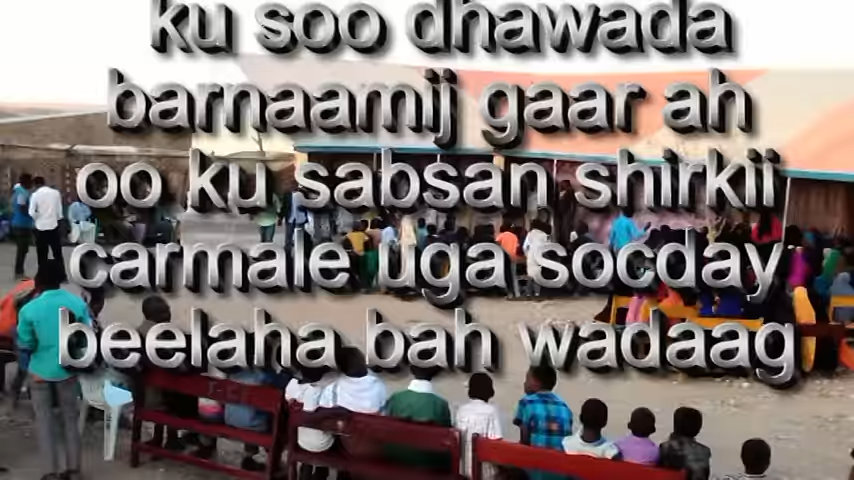 ku soo dhawada
barnaamij gaar ah
oo ku sabsan shirkii
carmale uga socday
beelaha bah wadaag